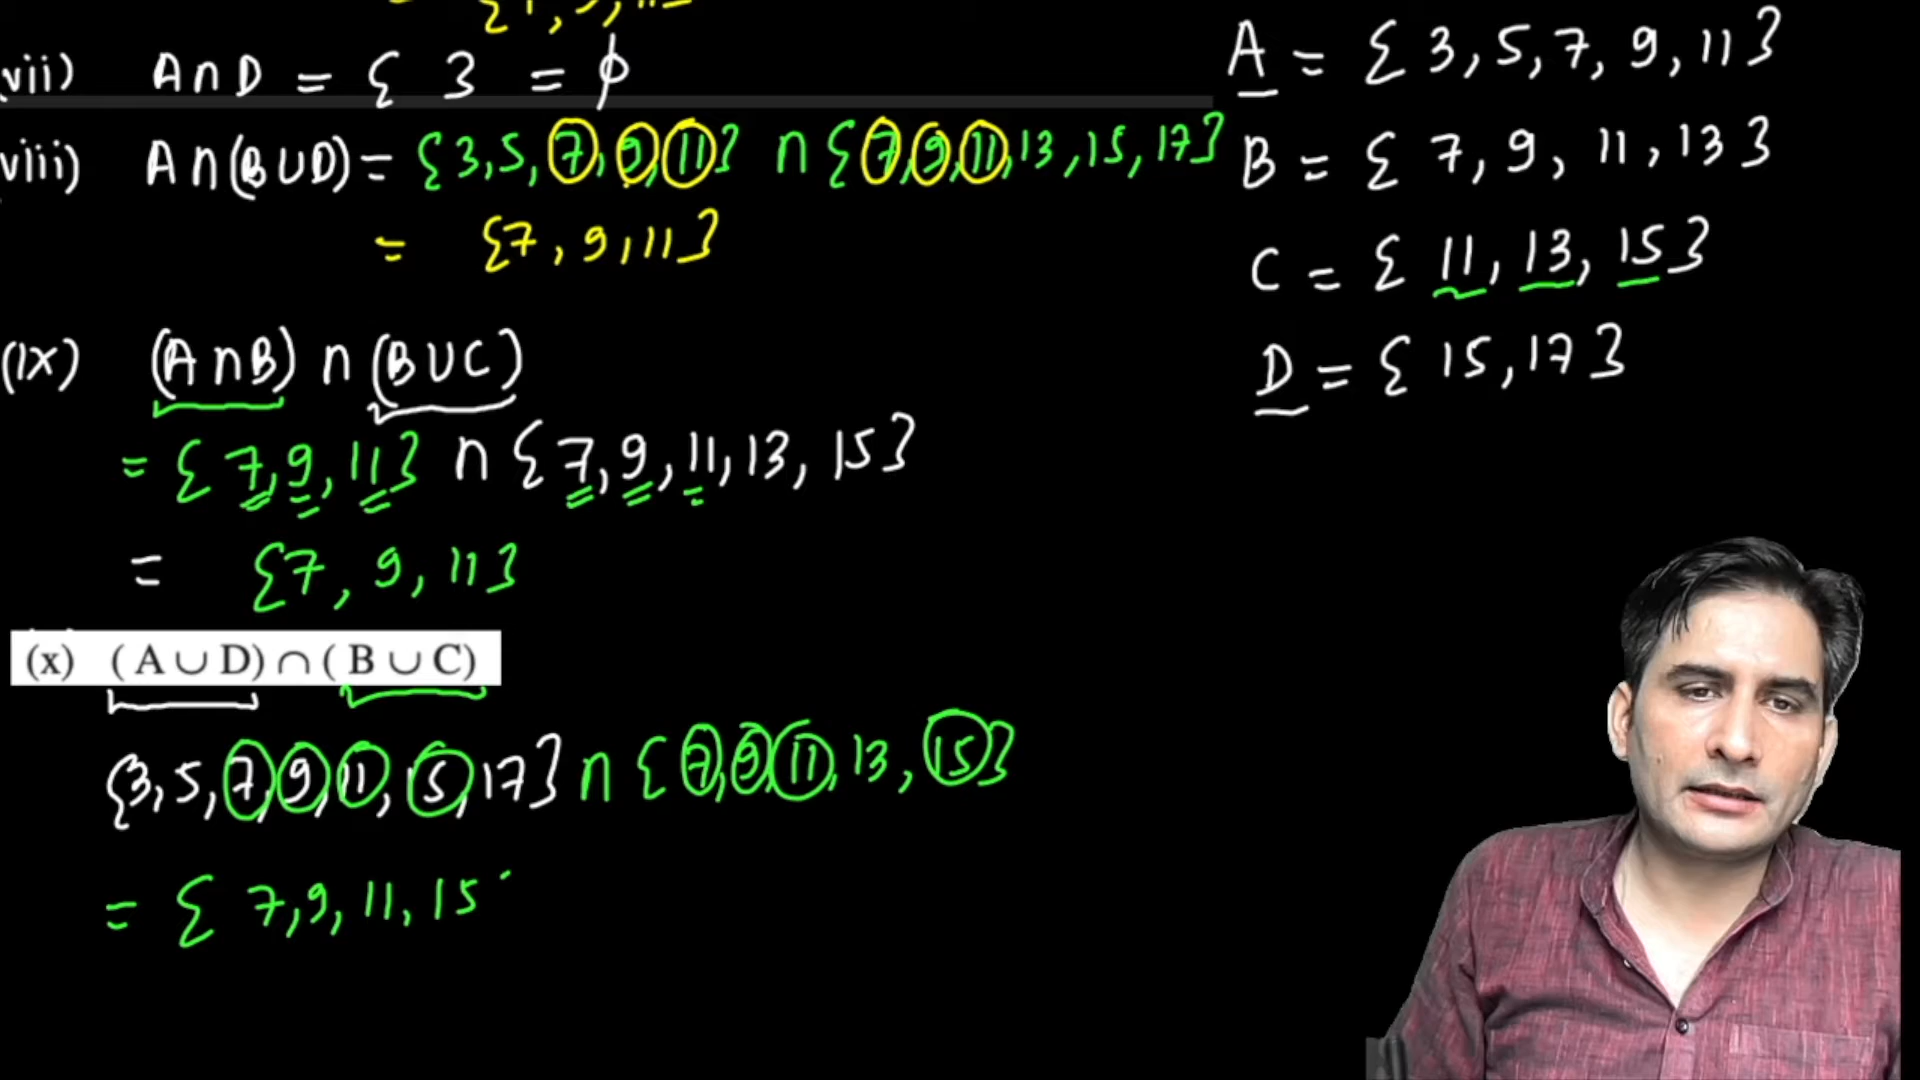 vii) A∩D = { } = ϕ
viii) A∩(B∪D) = {3,5,7,9,11} ∩ {7,9,11,13,15,17}
= {7,9,11}
(ix) (A∩B) ∩ (B∪C)
= {7,9,11} ∩ {7,9,11,13,15}
= {7,9,11}
(x) (A∪D)∩(B∪C)
{3,5,7,9,11,15,17} ∩ {7,9,11,13,15}
= {7,9,11,15
A = {3,5,7,9,11}
B = {7,9,11,13}
C = {11,13,15}
D = {15,17}